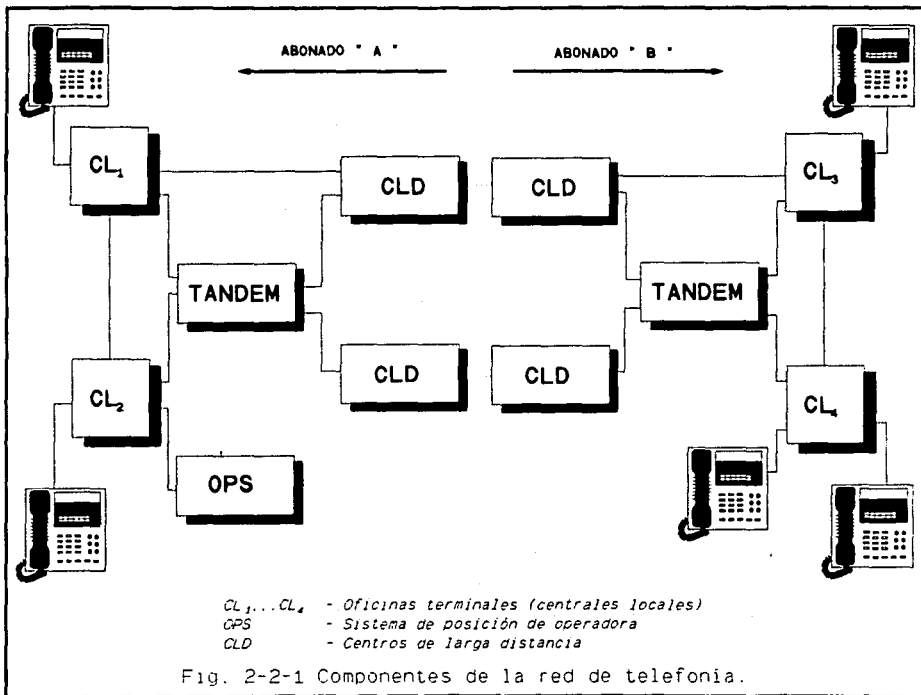 ABONADO " A "
ABONADO " B "
CL₁
CLD
CLD
CL₃
TANDEM
TANDEM
CL₂
CLD
CLD
CL₄
OPS
CL₁...CL₄ - Oficinas terminales (centrales locales)
OPS - Sistema de posición de operadora
CLD - Centros de larga distancia
Fig. 2-2-1 Componentes de la red de telefonía.